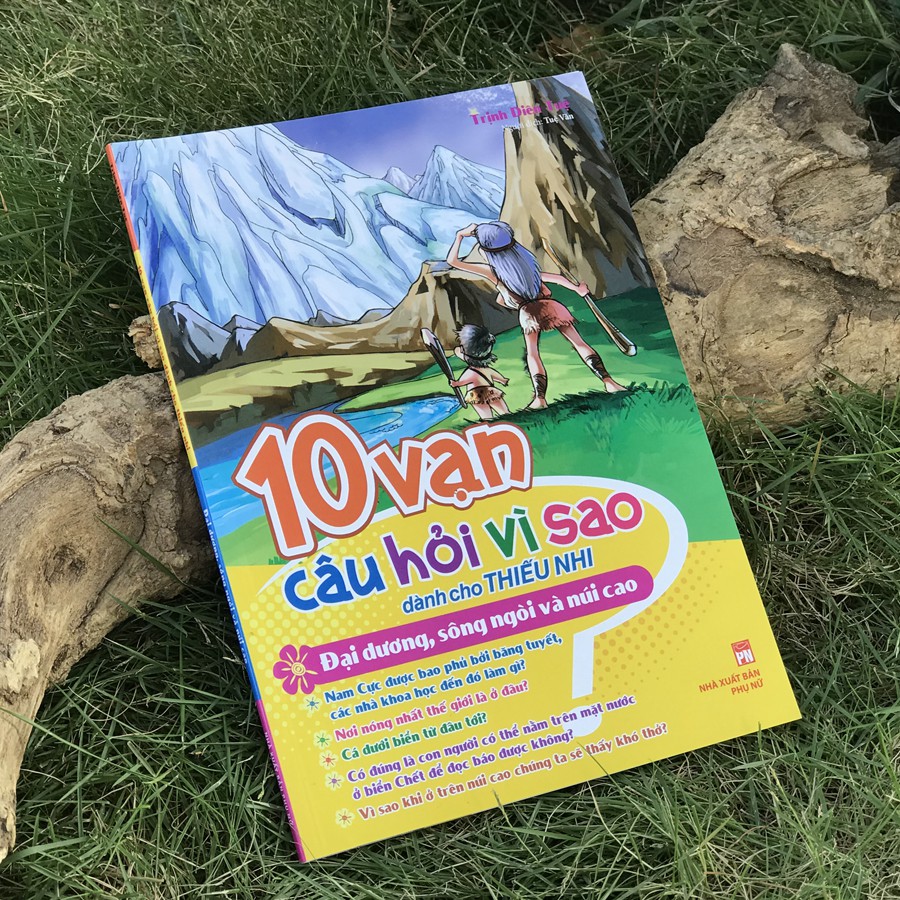 Trịnh Diên Tuệ
Tuệ Văn
10 vạn
câu hỏi vì sao
dành cho THIẾU NHI
Đại dương, sông ngòi và núi cao
Nam Cực được bao phủ bởi băng tuyết,
các nhà khoa học đến đó làm gì?
Nơi nóng nhất thế giới là ở đâu?
Cá dưới biển từ đâu tới?
Có đúng là con người có thể nằm trên mặt nước
ở biển Chết để đọc báo được không?
Vì sao khi ở trên núi cao chúng ta sẽ thấy khó thở?
PN
NHÀ XUẤT BẢN
PHỤ NỮ